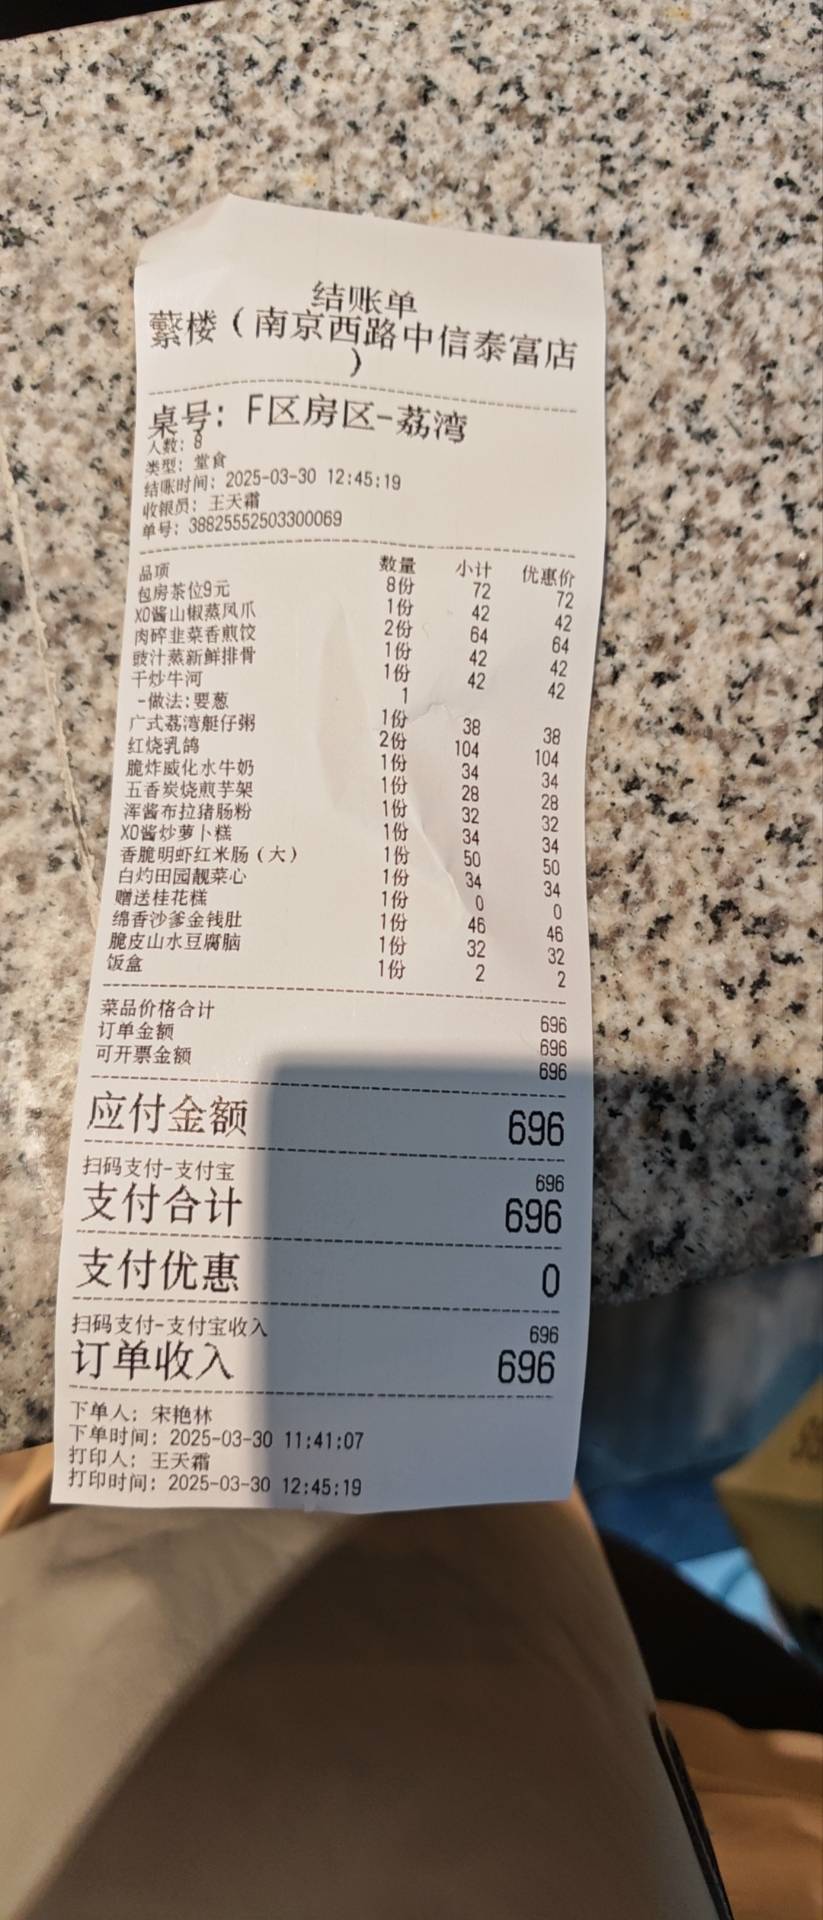 结账单
蘩楼（南京西路中信泰富店
）
桌号: F区房区-荔湾
人数: 8
类型: 堂食
结账时间: 2025-03-30 12:45:19
收银员: 王天霜
单号: 38825552503300069
品项 数量 小计 优惠价
包房茶位9元 8份 72 72
XO酱山椒蒸凤爪 1份 42 42
肉碎韭菜香煎饺 2份 64 64
豉汁蒸新鲜排骨 1份 42 42
干炒牛河 1份 42 42
-做法:要葱 1
广式荔湾艇仔粥 1份 38 38
红烧乳鸽 2份 104 104
脆炸威化水牛奶 1份 34 34
五香炭烧煎芋架 1份 28 28
浑酱布拉猪肠粉 1份 32 32
XO酱炒萝卜糕 1份 34 34
香脆明虾红米肠（大） 1份 50 50
白灼田园靓菜心 1份 34 34
赠送桂花糕 1份 0 0
绵香沙爹金钱肚 1份 46 46
脆皮山水豆腐脑 1份 32 32
饭盒 1份 2 2
菜品价格合计 696
订单金额 696
可开票金额 696
应付金额 696
扫码支付-支付宝 696
支付合计 696
支付优惠 0
扫码支付-支付宝收入 696
订单收入 696
下单人: 宋艳林
下单时间: 2025-03-30 11:41:07
打印人: 王天霜
打印时间: 2025-03-30 12:45:19